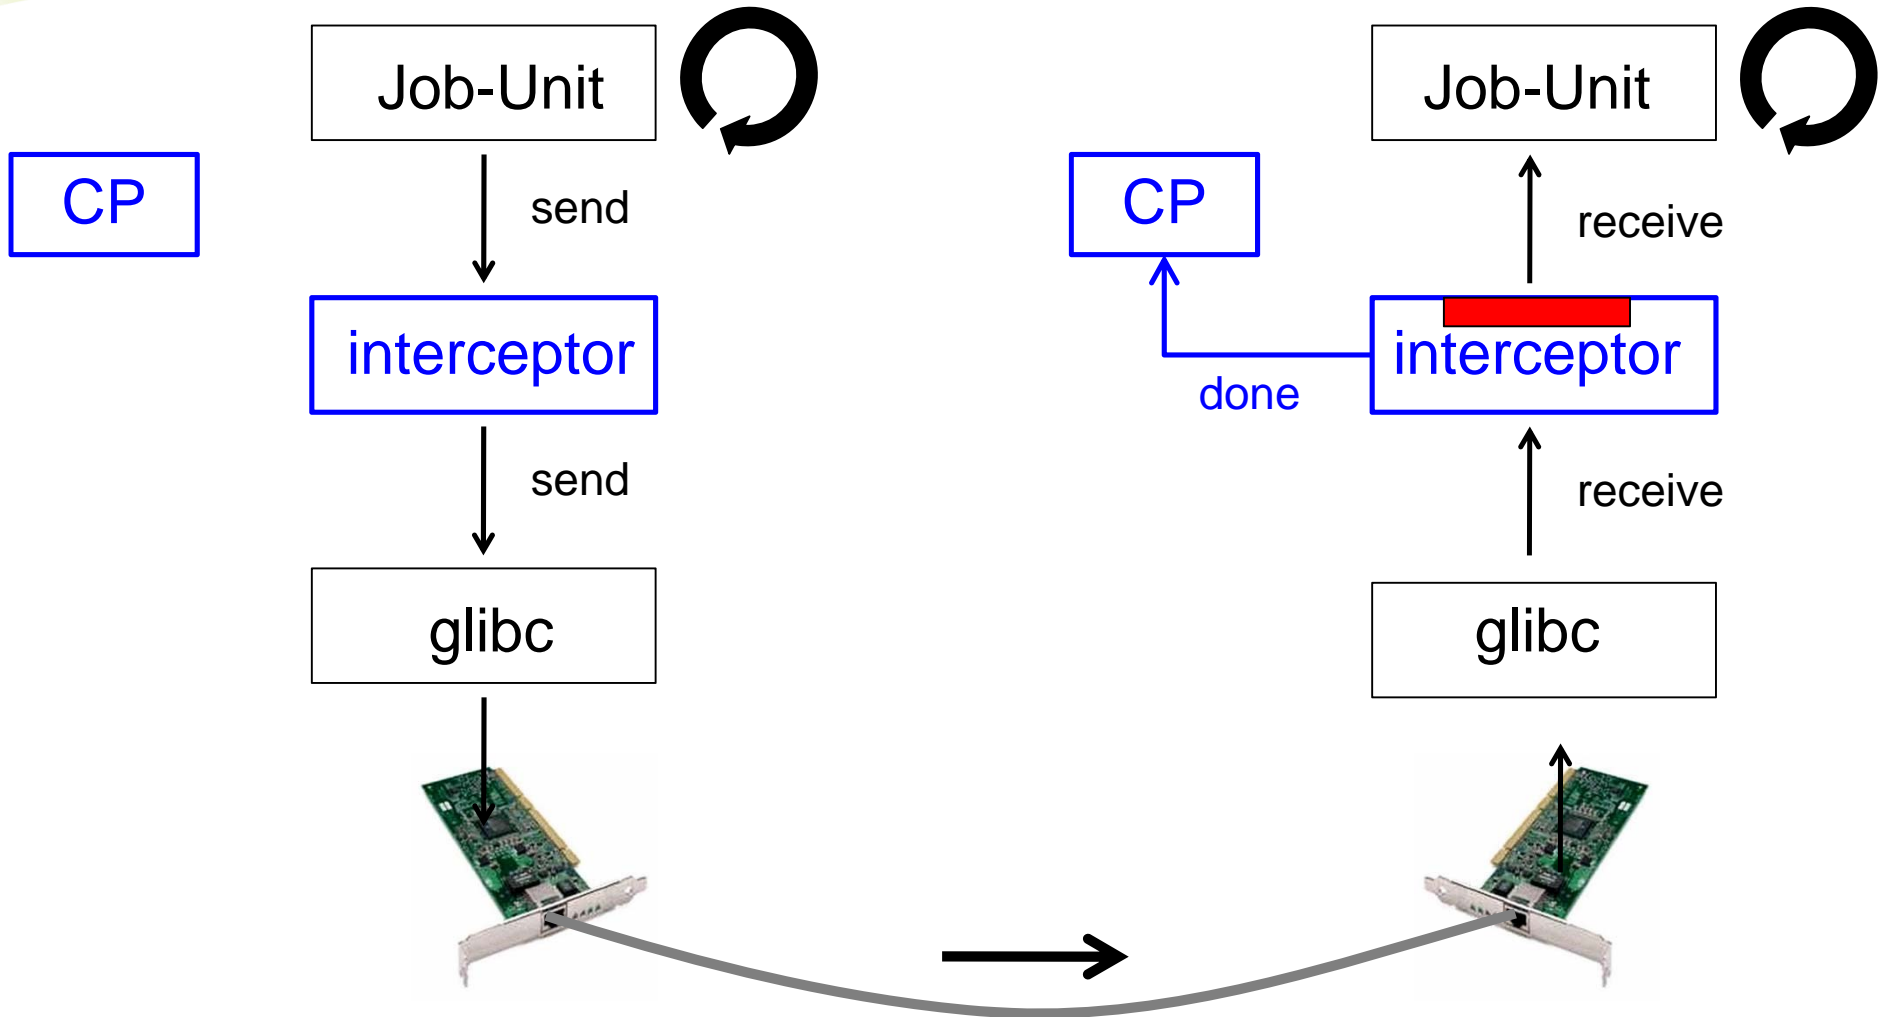 Job-Unit
Job-Unit
CP
send
CP
receive
interceptor
interceptor
done
send
receive
glibc
glibc